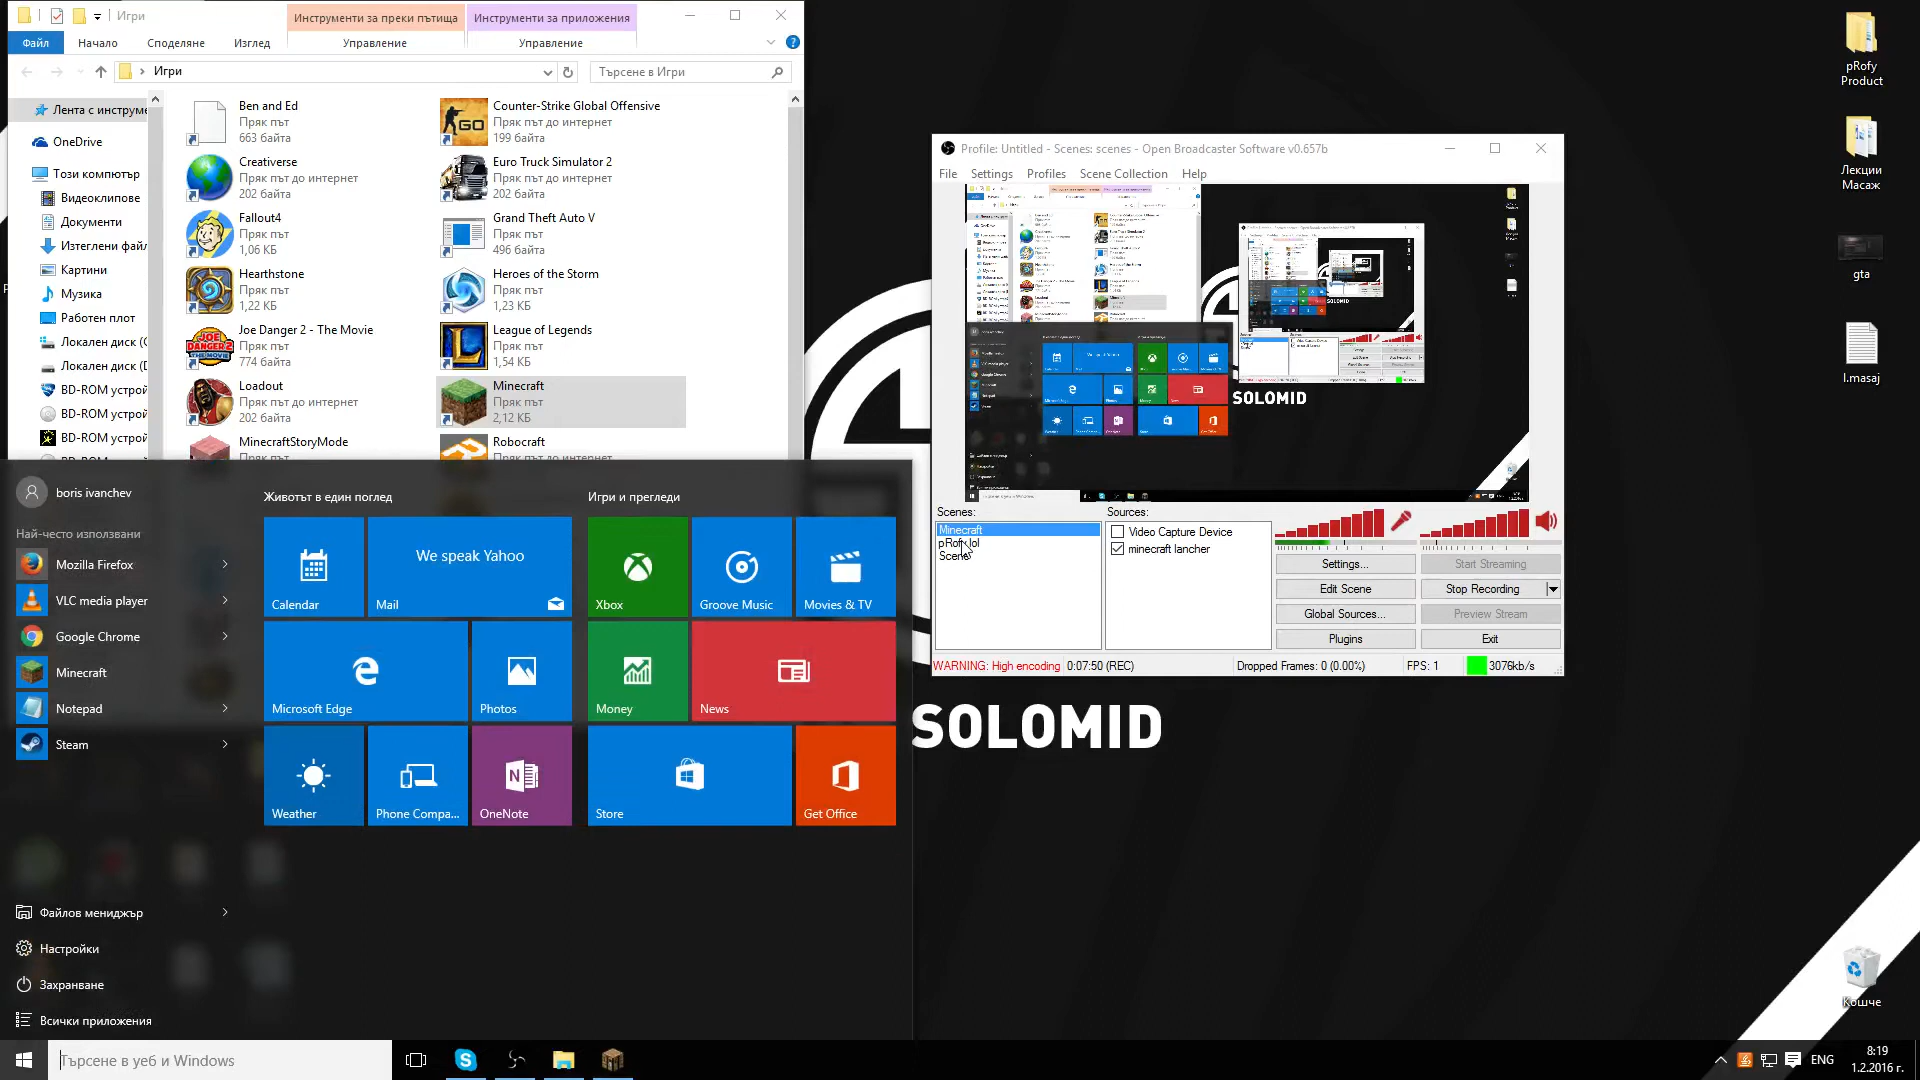 Игри
Инструменти за преки пътища
Инструменти за приложения
Файл
Начало
Споделяне
Изглед
Управление
Управление
Игри
Търсене в Игри
Лента с инструме
OneDrive
Този компютър
Видеоклипове
Документи
Изтеглени файл
Картини
Музика
Работен плот
Локален диск (C
Локален диск (D
BD-ROM устрой
BD-ROM устрой
BD-ROM устрой
Ben and Ed
Пряк път
663 байта
Counter-Strike Global Offensive
Пряк път до интернет
199 байта
Creativerse
Пряк път до интернет
202 байта
Euro Truck Simulator 2
Пряк път до интернет
202 байта
Fallout4
Пряк път
1,06 КБ
Grand Theft Auto V
Пряк път
496 байта
Hearthstone
Пряк път
1,22 КБ
Heroes of the Storm
Пряк път
1,23 КБ
Joe Danger 2 - The Movie
Пряк път
774 байта
League of Legends
Пряк път
1,54 КБ
Loadout
Пряк път до интернет
202 байта
Minecraft
Пряк път
2,12 КБ
MinecraftStoryMode
Пряк път
Robocraft
Пряк път до интернет
boris ivanchev
Най-често използвани
Mozilla Firefox
VLC media player
Google Chrome
Minecraft
Notepad
Steam
Файлов мениджър
Настройки
Захранване
Всички приложения
Животът в един поглед
Calendar
We speak Yahoo
Mail
Microsoft Edge
Photos
Weather
Phone Compa...
OneNote
Игри и прегледи
Xbox
Groove Music
Movies & TV
Money
News
Store
Get Office
Търсене в уеб и Windows
Profile: Untitled - Scenes: scenes - Open Broadcaster Software v0.657b
File
Settings
Profiles
Scene Collection
Help
SOLOMID
Scenes:
Minecraft
pRofy lol
Scene
Sources:
Video Capture Device
minecraft lancher
Settings...
Start Streaming
Edit Scene
Stop Recording
Global Sources...
Preview Stream
Plugins
Exit
WARNING: High encoding
0:07:50 (REC)
Dropped Frames: 0 (0.00%)
FPS: 1
3076kb/s
SOLOMID
pRofy
Product
Лекции
Масаж
gta
l.masaj
Кошче
ENG
8:19
1.2.2016 г.